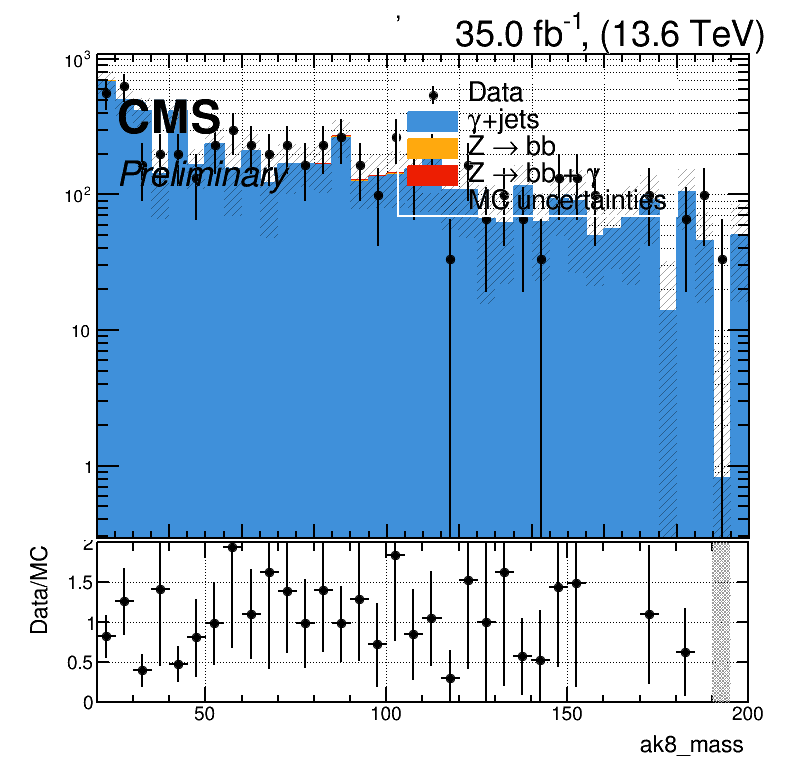 ,
35.0 fb⁻¹, (13.6 TeV)
10³
CMS
Preliminary
Data
γ+jets
Z → bb
Z → bb + γ
MC uncertainties
10²
10
1
Data/MC
2
1.5
1
0.5
0
50 100 150 200
ak8_mass